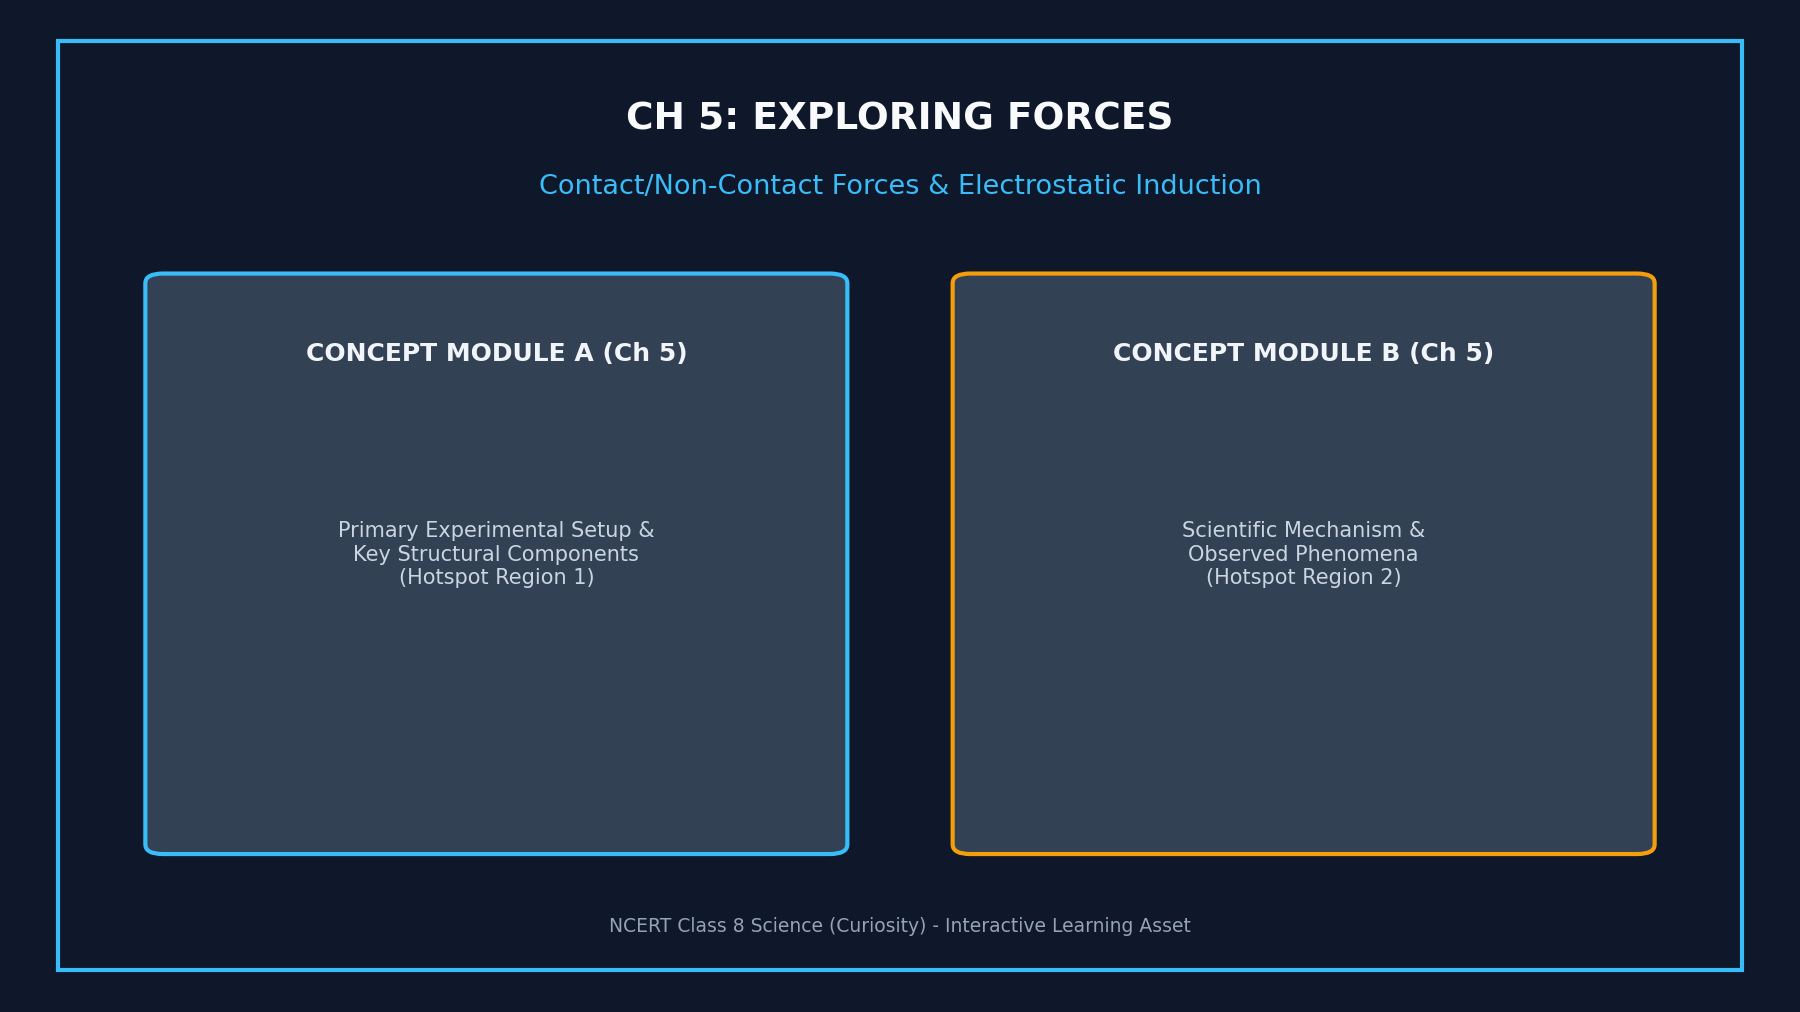 CH 5: EXPLORING FORCES
Contact/Non-Contact Forces & Electrostatic Induction
CONCEPT MODULE A (Ch 5)
Primary Experimental Setup &
Key Structural Components
(Hotspot Region 1)
CONCEPT MODULE B (Ch 5)
Scientific Mechanism &
Observed Phenomena
(Hotspot Region 2)
NCERT Class 8 Science (Curiosity) - Interactive Learning Asset